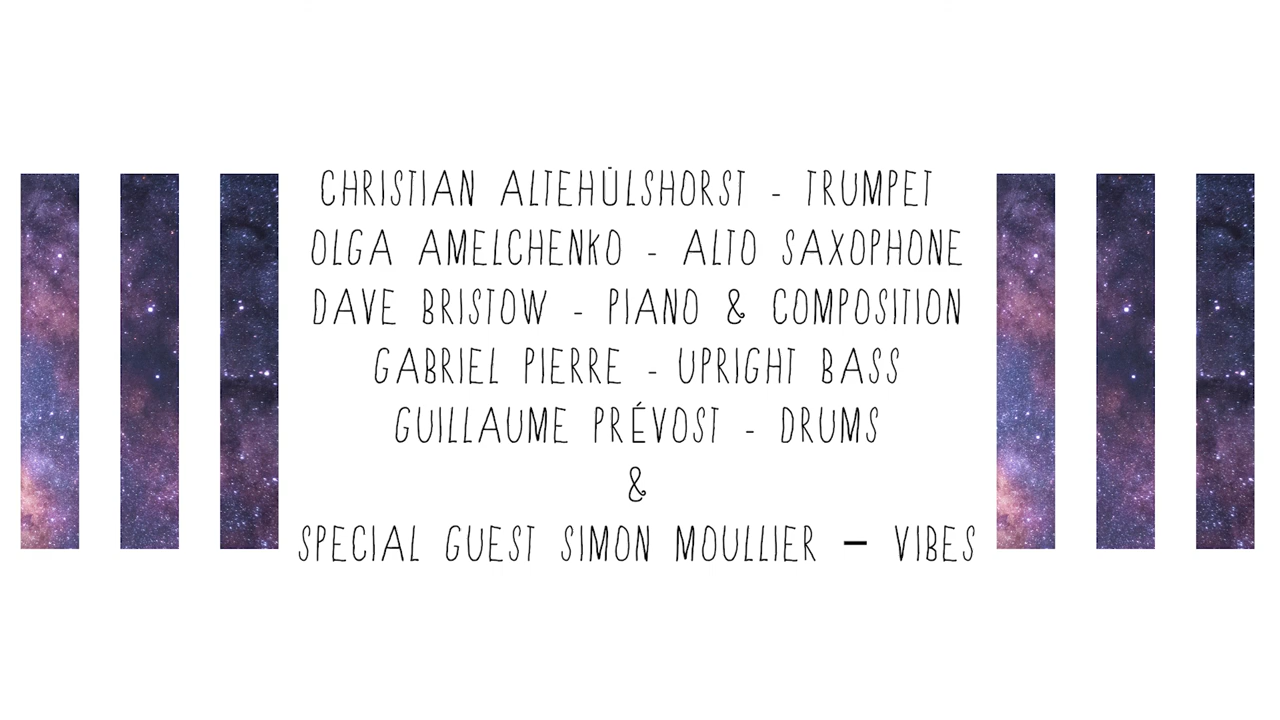 CHRISTIAN ALTEHÜLSHORST - TRUMPET
OLGA AMELCHENKO - ALTO SAXOPHONE
DAVE BRISTOW - PIANO & COMPOSITION
GABRIEL PIERRE - UPRIGHT BASS
GUILLAUME PRÉVOST - DRUMS
&
SPECIAL GUEST SIMON MOULLIER – VIBES